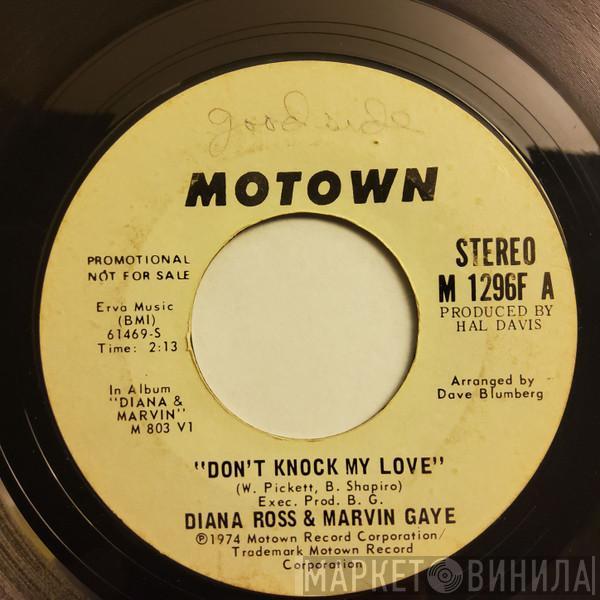 good side
MOTOWN
PROMOTIONAL
NOT FOR SALE
Erva Music
(BMI)
61469-S
Time: 2:13
In Album
"DIANA &
MARVIN"
M 803 V1
STEREO
M 1296F A
PRODUCED BY
HAL DAVIS
Arranged by
Dave Blumberg
"DON'T KNOCK MY LOVE"
(W. Pickett, B. Shapiro)
Exec. Prod. B. G.
DIANA ROSS & MARVIN GAYE
℗1974 Motown Record Corporation/
Trademark Motown Record
Corporation
МАРКЕТ ВИНИЛА